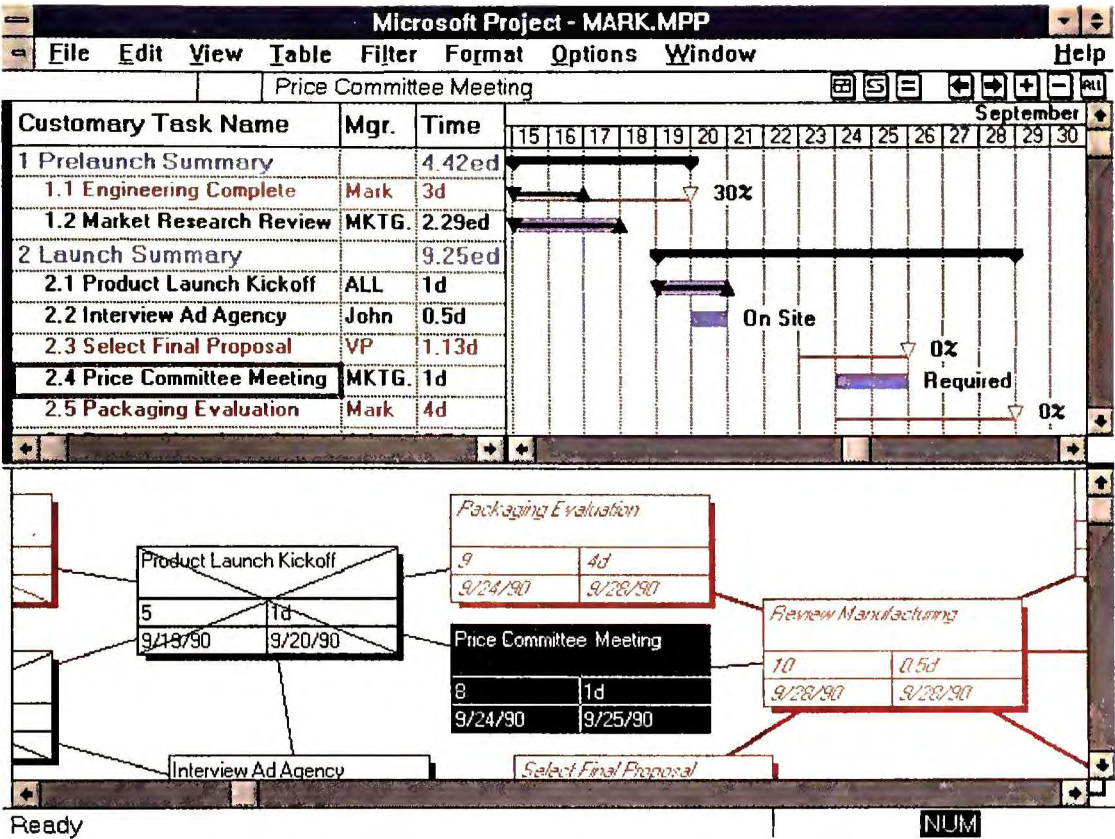 Microsoft Project - MARK.MPP
File Edit View Table Filter Format Options Window Help
Price Committee Meeting
ALL
Customary Task Name Mgr. Time
September
15 16 17 18 19 20 21 22 23 24 25 26 27 28 29 30
1 Prelaunch Summary 4.42ed
1.1 Engineering Complete Mark 3d 30%
1.2 Market Research Review MKTG. 2.29ed
2 Launch Summary 9.25ed
2.1 Product Launch Kickoff ALL 1d
2.2 Interview Ad Agency John 0.5d On Site
2.3 Select Final Proposal VP 1.13d 0%
2.4 Price Committee Meeting MKTG. 1d Required
2.5 Packaging Evaluation Mark 4d 0%
Packaging Evaluation
9 4d
9/24/90 9/28/90
Product Launch Kickoff
5 1d
9/19/90 9/20/90
Price Committee Meeting
8 1d
9/24/90 9/25/90
Review Manufacturing
10 0.5d
9/28/90 9/28/90
Interview Ad Agency
Select Final Proposal
Ready NUM